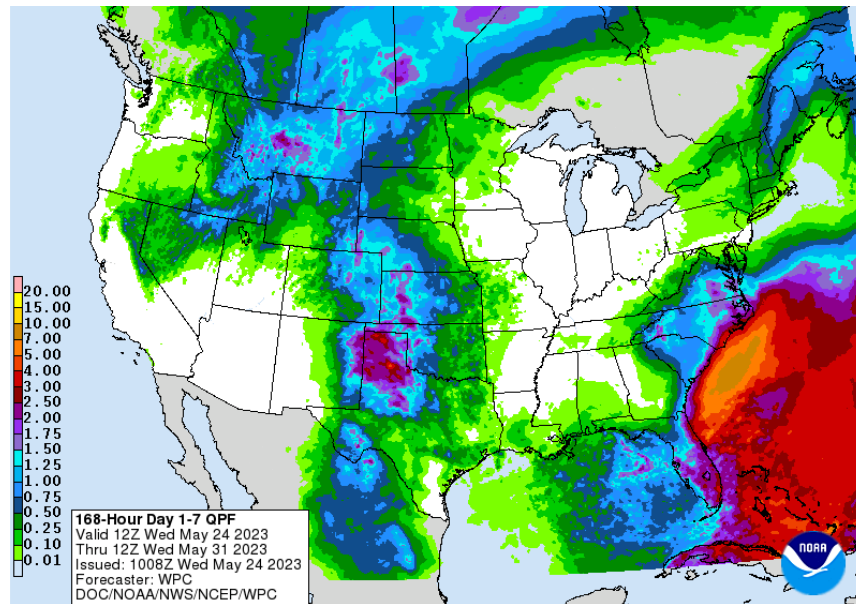 20.00
15.00
10.00
7.00
5.00
4.00
3.00
2.50
2.00
1.75
1.50
1.25
1.00
0.75
0.50
0.25
0.10
0.01
168-Hour Day 1-7 QPF
Valid 12Z Wed May 24 2023
Thru 12Z Wed May 31 2023
Issued: 1008Z Wed May 24 2023
Forecaster: WPC
DOC/NOAA/NWS/NCEP/WPC
NOAA